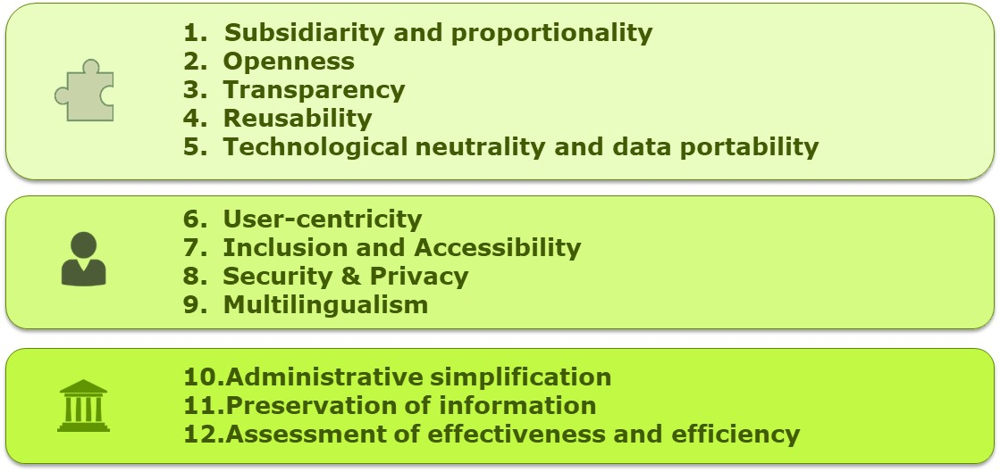 1. Subsidiarity and proportionality
2. Openness
3. Transparency
4. Reusability
5. Technological neutrality and data portability
6. User-centricity
7. Inclusion and Accessibility
8. Security & Privacy
9. Multilingualism
10.Administrative simplification
11.Preservation of information
12.Assessment of effectiveness and efficiency